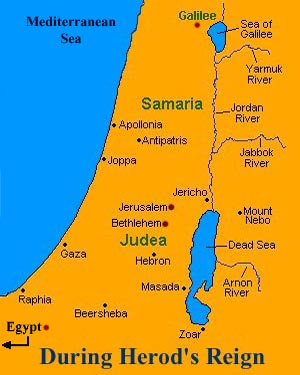 Galilee
Mediterranean
Sea
Sea of
Galilee
Yarmuk
River
Samaria
Jordan
River
Apollonia
Antipatris
Jabbok
River
Joppa
Jericho
Jerusalem
Mount
Nebo
Bethlehem
Judea
Dead Sea
Gaza
Hebron
Arnon
River
Masada
Raphia
Beersheba
Egypt
Zoar
During Herod's Reign